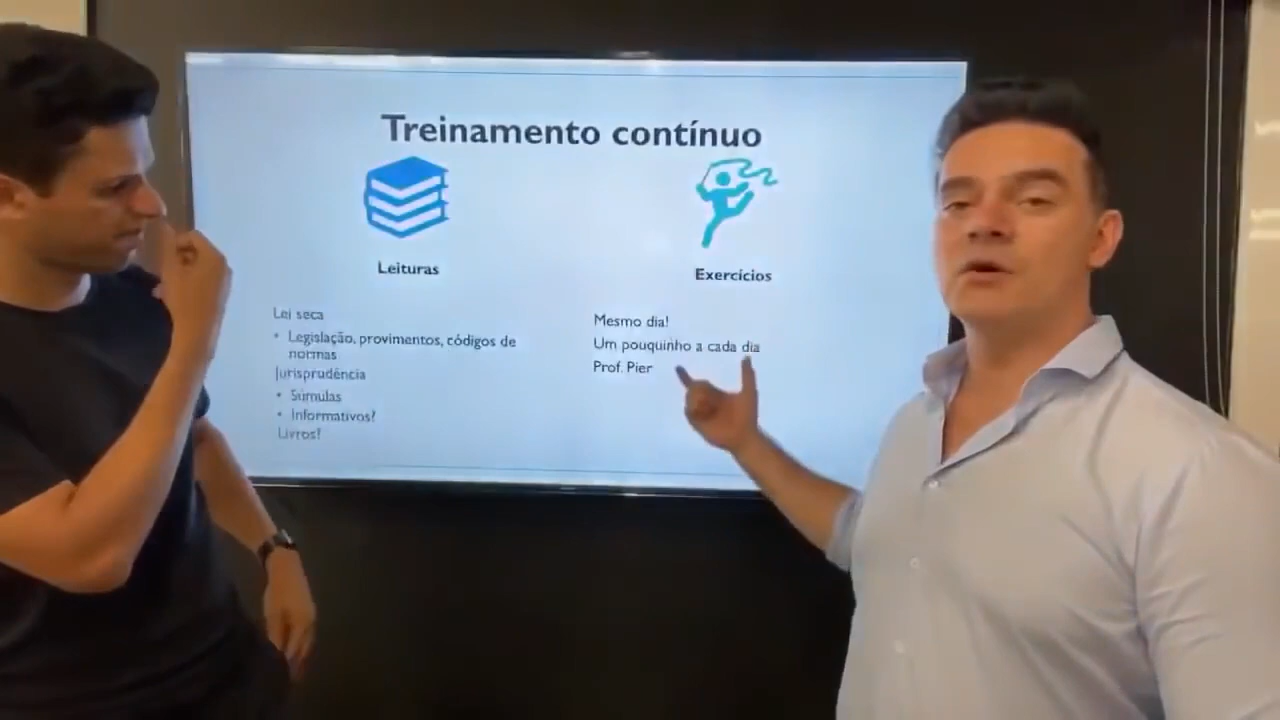 Treinamento contínuo
Leituras
Lei seca
• Legislação, provimentos, códigos de
normas
Jurisprudência
• Súmulas
• Informativos?
Livros?
Exercícios
Mesmo dia!
Um pouquinho a cada dia
Prof. Pier